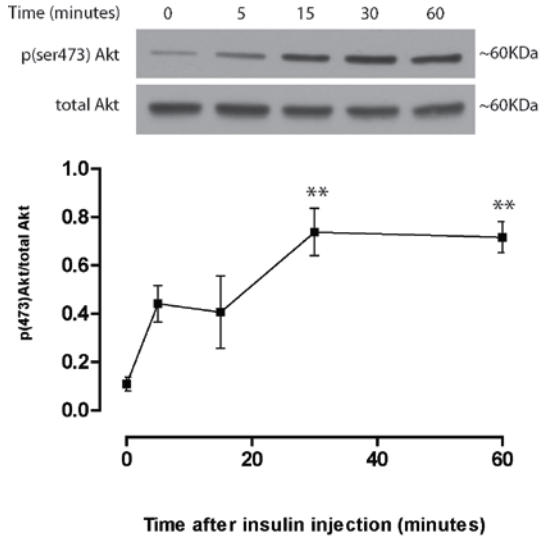 Time (minutes) 0 5 15 30 60
p(ser473) Akt ~60KDa
total Akt ~60KDa
1.0
0.8
0.6
0.4
0.2
0.0
p(473)Akt/total Akt
** **
0 20 40 60
Time after insulin injection (minutes)